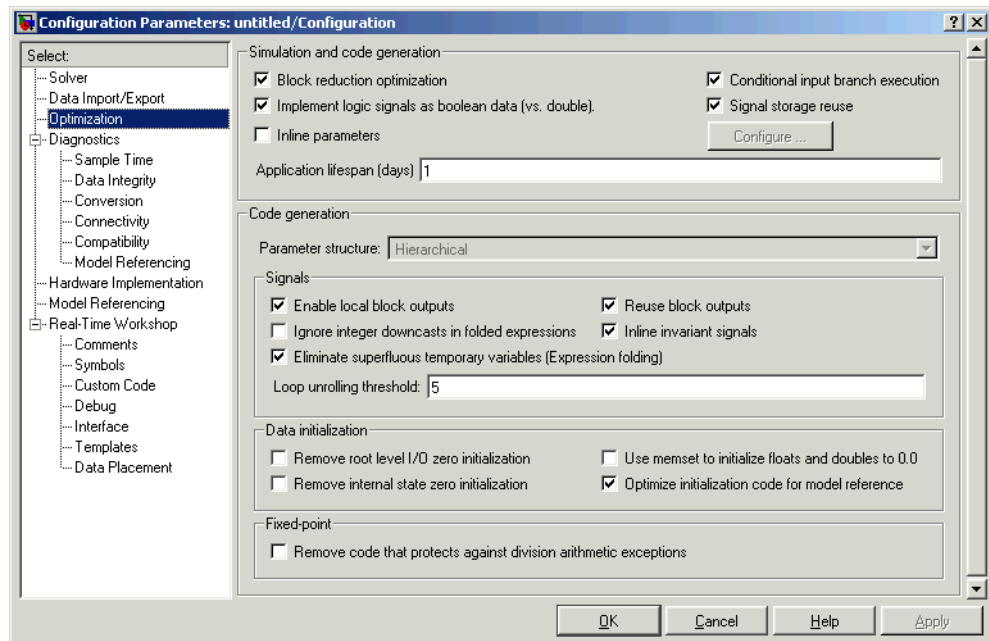 Configuration Parameters: untitled/Configuration
Select:
Solver
Data Import/Export
Optimization
Diagnostics
Sample Time
Data Integrity
Conversion
Connectivity
Compatibility
Model Referencing
Hardware Implementation
Model Referencing
Real-Time Workshop
Comments
Symbols
Custom Code
Debug
Interface
Templates
Data Placement
Simulation and code generation
Block reduction optimization
Conditional input branch execution
Implement logic signals as boolean data (vs. double).
Signal storage reuse
Inline parameters
Configure ...
Application lifespan (days) 1
Code generation
Parameter structure: Hierarchical
Signals
Enable local block outputs
Reuse block outputs
Ignore integer downcasts in folded expressions
Inline invariant signals
Eliminate superfluous temporary variables (Expression folding)
Loop unrolling threshold: 5
Data initialization
Remove root level I/O zero initialization
Use memset to initialize floats and doubles to 0.0
Remove internal state zero initialization
Optimize initialization code for model reference
Fixed-point
Remove code that protects against division arithmetic exceptions
OK
Cancel
Help
Apply